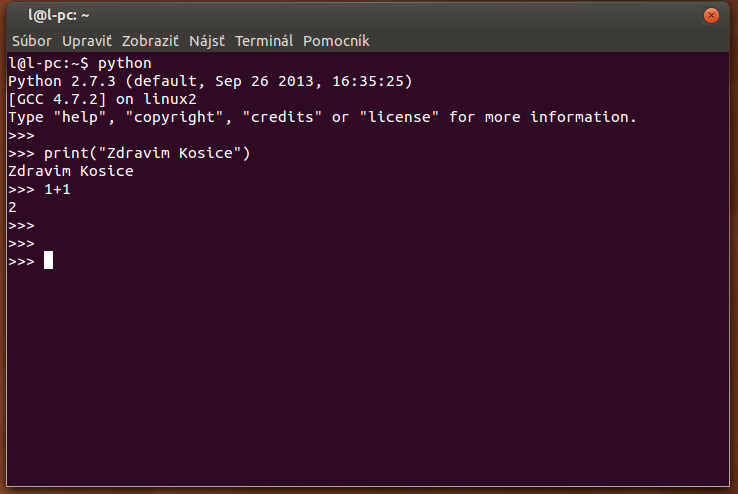 l@l-pc: ~
Súbor Upraviť Zobraziť Nájsť Terminál Pomocník
l@l-pc:~$ python
Python 2.7.3 (default, Sep 26 2013, 16:35:25)
[GCC 4.7.2] on linux2
Type "help", "copyright", "credits" or "license" for more information.
>>>
>>> print("Zdravim Kosice")
Zdravim Kosice
>>> 1+1
2
>>>
>>>
>>>